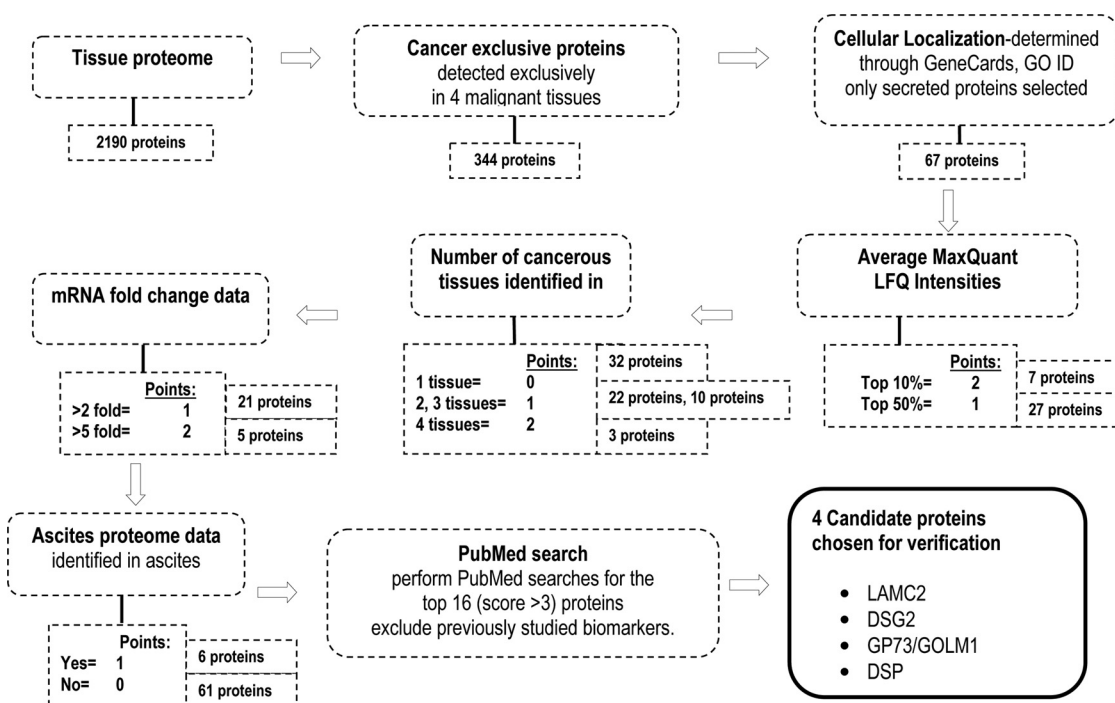 Tissue proteome
2190 proteins
Cancer exclusive proteins
detected exclusively
in 4 malignant tissues
344 proteins
Cellular Localization-determined
through GeneCards, GO ID
only secreted proteins selected
67 proteins
Average MaxQuant
LFQ Intensities
Points:
Top 10%= 2
Top 50%= 1
7 proteins
27 proteins
Number of cancerous
tissues identified in
Points:
1 tissue= 0
2, 3 tissues= 1
4 tissues= 2
32 proteins
22 proteins, 10 proteins
3 proteins
mRNA fold change data
Points:
>2 fold= 1
>5 fold= 2
21 proteins
5 proteins
Ascites proteome data
identified in ascites
Points:
Yes= 1
No= 0
6 proteins
61 proteins
PubMed search
perform PubMed searches for the
top 16 (score >3) proteins
exclude previously studied biomarkers.
4 Candidate proteins
chosen for verification
• LAMC2
• DSG2
• GP73/GOLM1
• DSP